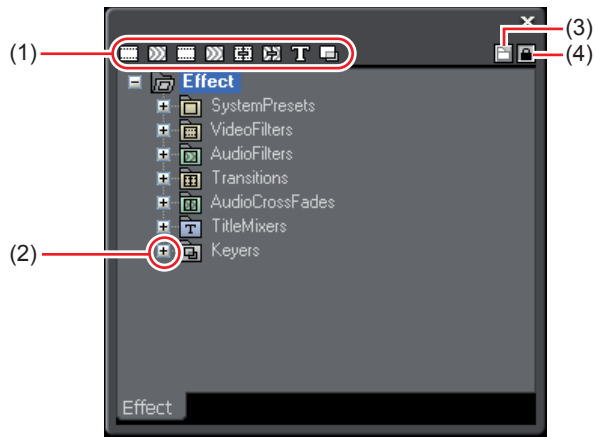 (3)
(1)
(4)
Effect
SystemPresets
VideoFilters
AudioFilters
Transitions
AudioCrossFades
TitleMixers
(2)
Keyers
Effect